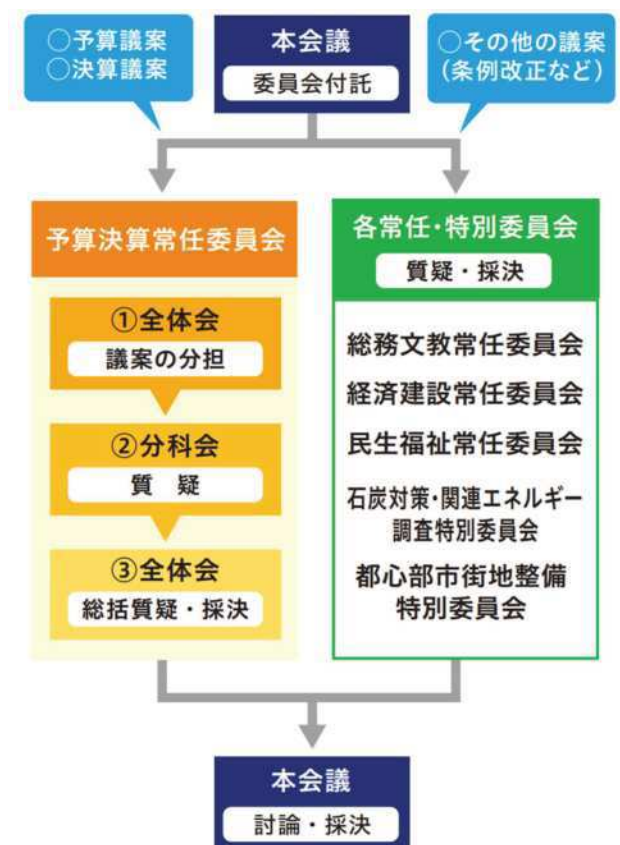 ○予算議案
○決算議案
本会議
委員会付託
○その他の議案
(条例改正など)
予算決算常任委員会
①全体会
議案の分担
②分科会
質　疑
③全体会
総括質疑・採決
各常任・特別委員会
質疑・採決
総務文教常任委員会
経済建設常任委員会
民生福祉常任委員会
石炭対策・関連エネルギー
調査特別委員会
都心部市街地整備
特別委員会
本会議
討論・採決